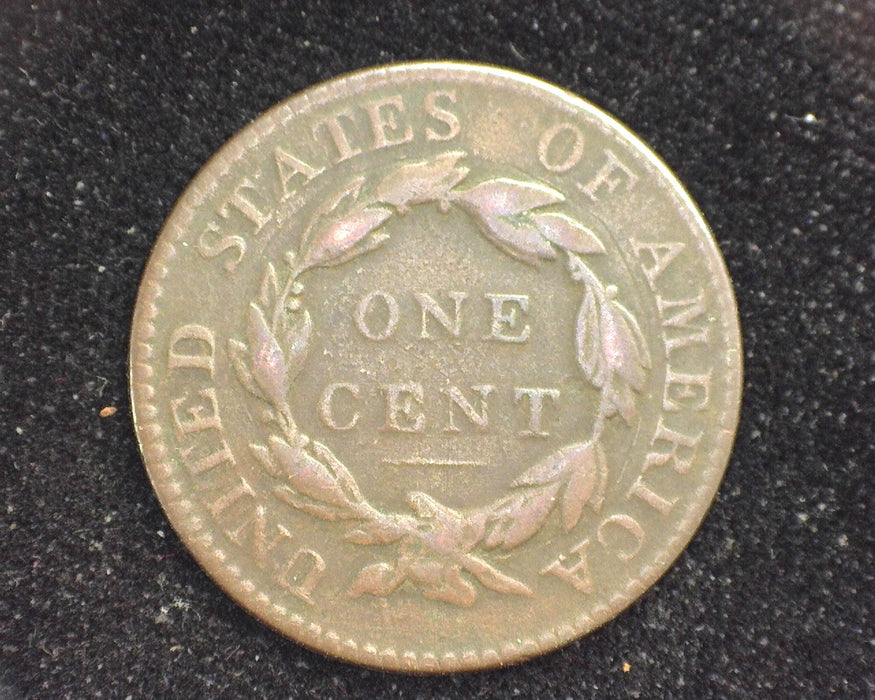 UNITED STATES OF AMERICA
ONE
CENT